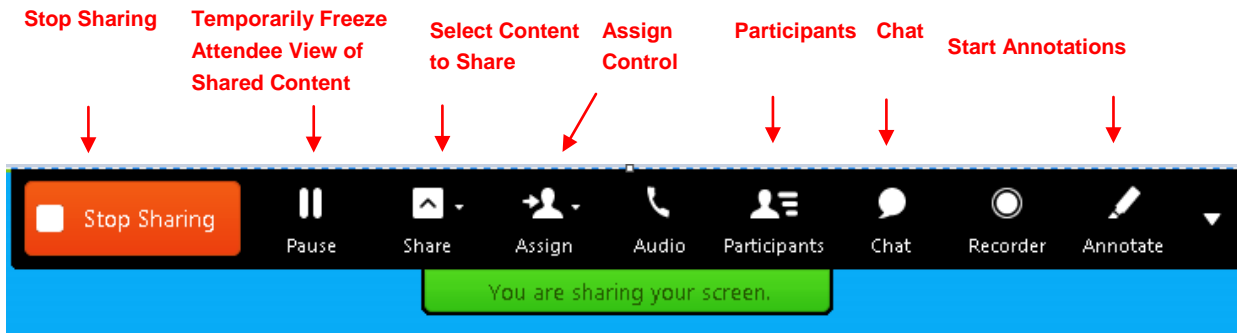 Stop Sharing
Temporarily Freeze
Attendee View of
Shared Content
Select Content
to Share
Assign
Control
Participants
Chat
Start Annotations
Stop Sharing
Pause
Share
Assign
Audio
Participants
Chat
Recorder
Annotate
You are sharing your screen.